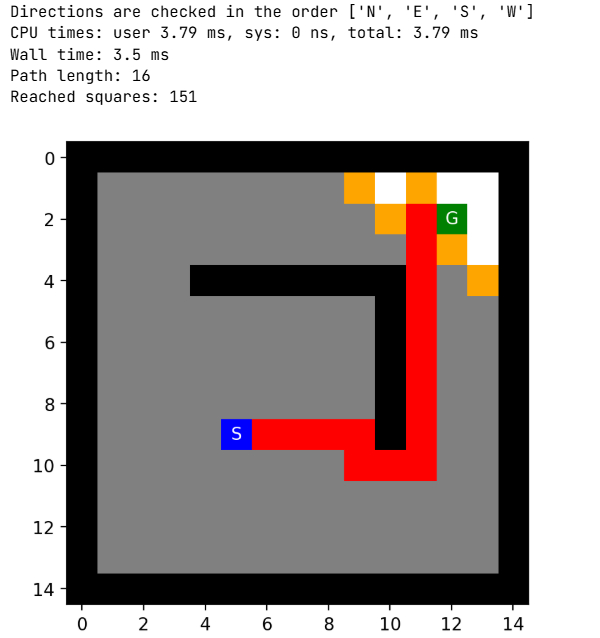 Directions are checked in the order ['N', 'E', 'S', 'W']
CPU times: user 3.79 ms, sys: 0 ns, total: 3.79 ms
Wall time: 3.5 ms
Path length: 16
Reached squares: 151
0
2
G
4
6
8
S
10
12
14
0 2 4 6 8 10 12 14